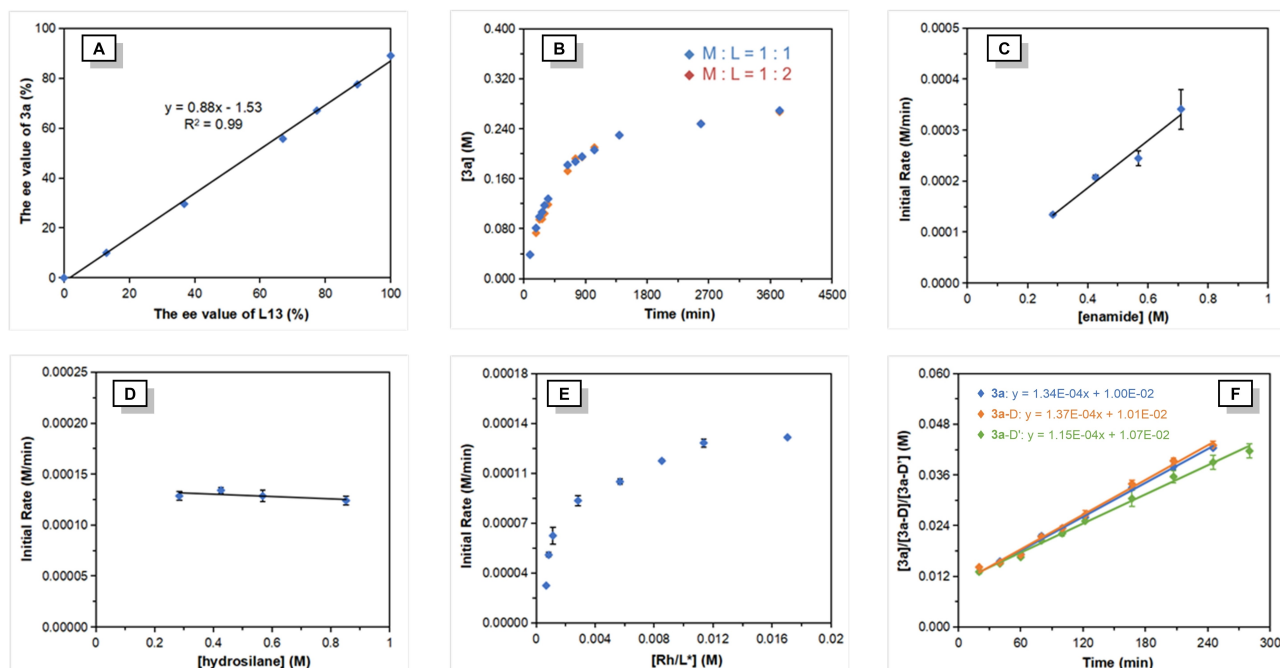 A
The ee value of 3a (%)
100
80
60
40
20
0
y = 0.88x - 1.53
R² = 0.99
0 20 40 60 80 100
The ee value of L13 (%)
B
[3a] (M)
0.400
0.320
0.240
0.160
0.080
0.000
M : L = 1 : 1
M : L = 1 : 2
0 900 1800 2700 3600 4500
Time (min)
C
Initial Rate (M/min)
0.0005
0.0004
0.0003
0.0002
0.0001
0.0000
0 0.2 0.4 0.6 0.8 1
[enamide] (M)
D
Initial Rate (M/min)
0.00025
0.00020
0.00015
0.00010
0.00005
0.00000
0 0.2 0.4 0.6 0.8 1
[hydrosilane] (M)
E
Initial Rate (M/min)
0.00018
0.00014
0.00011
0.00007
0.00004
0.00000
0 0.004 0.008 0.012 0.016 0.02
[Rh/L*] (M)
F
[3a]/[3a-D]/[3a-D'] (M)
0.060
0.048
0.036
0.024
0.012
0.000
3a: y = 1.34E-04x + 1.00E-02
3a-D: y = 1.37E-04x + 1.01E-02
3a-D': y = 1.15E-04x + 1.07E-02
0 60 120 180 240 300
Time (min)